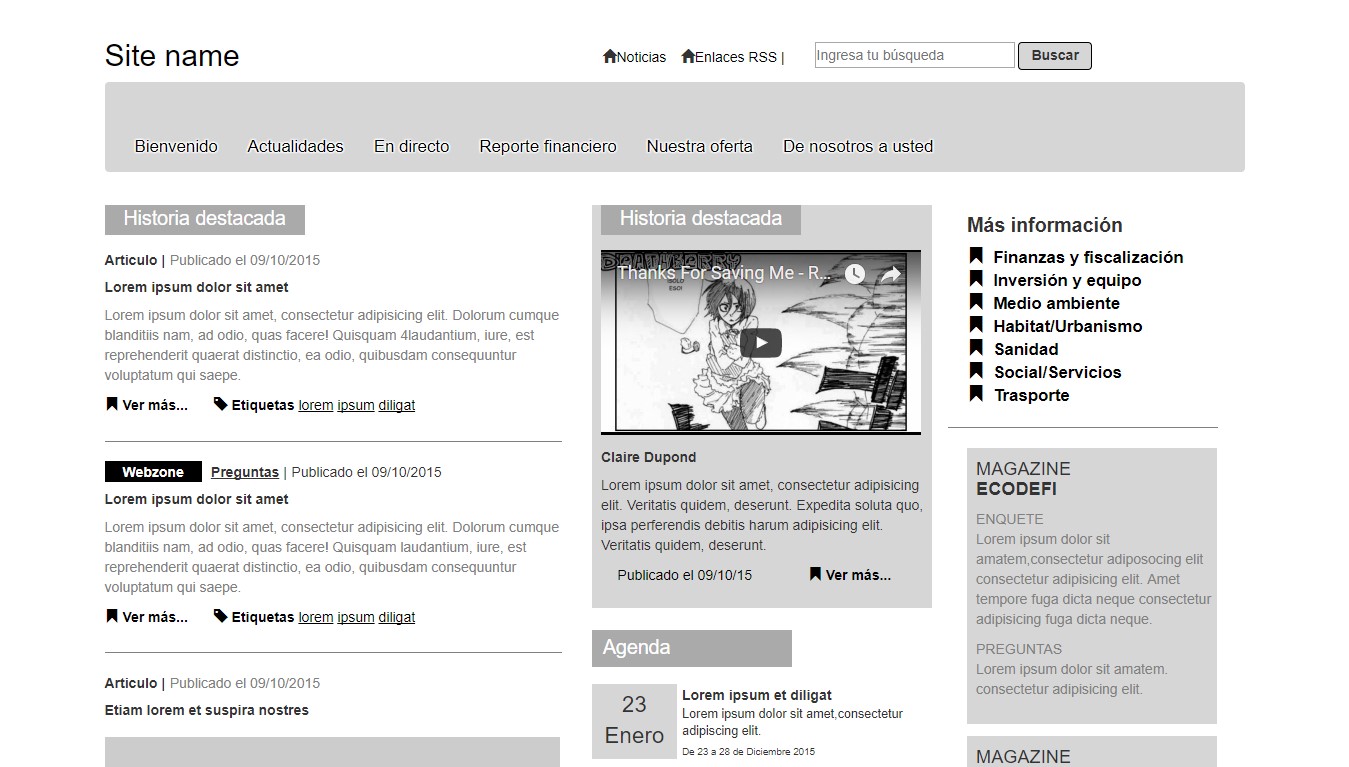 Site name
Noticias Enlaces RSS |
Ingresa tu búsqueda Buscar
Bienvenido Actualidades En directo Reporte financiero Nuestra oferta De nosotros a usted
Historia destacada
Articulo | Publicado el 09/10/2015
Lorem ipsum dolor sit amet
Lorem ipsum dolor sit amet, consectetur adipisicing elit. Dolorum cumque
blanditiis nam, ad odio, quas facere! Quisquam 4laudantium, iure, est
reprehenderit quaerat distinctio, ea odio, quibusdam consequuntur
voluptatum qui saepe.
Ver más... Etiquetas lorem ipsum diligat
Webzone Preguntas | Publicado el 09/10/2015
Lorem ipsum dolor sit amet
Lorem ipsum dolor sit amet, consectetur adipisicing elit. Dolorum cumque
blanditiis nam, ad odio, quas facere! Quisquam laudantium, iure, est
reprehenderit quaerat distinctio, ea odio, quibusdam consequuntur
voluptatum qui saepe.
Ver más... Etiquetas lorem ipsum diligat
Articulo | Publicado el 09/10/2015
Etiam lorem et suspira nostres
Historia destacada
Thanks For Saving Me - R...
¡SOLO
ESO!
Claire Dupond
Lorem ipsum dolor sit amet, consectetur adipisicing
elit. Veritatis quidem, deserunt. Expedita soluta quo,
ipsa perferendis debitis harum adipisicing elit.
Veritatis quidem, deserunt.
Publicado el 09/10/15 Ver más...
Agenda
23
Enero
Lorem ipsum et diligat
Lorem ipsum dolor sit amet,consectetur
adipiscing elit.
De 23 a 28 de Diciembre 2015
Más información
Finanzas y fiscalización
Inversión y equipo
Medio ambiente
Habitat/Urbanismo
Sanidad
Social/Servicios
Trasporte
MAGAZINE
ECODEFI
ENQUETE
Lorem ipsum dolor sit
amatem,consectetur adiposocing elit
consectetur adipisicing elit. Amet
tempore fuga dicta neque consectetur
adipisicing fuga dicta neque.
PREGUNTAS
Lorem ipsum dolor sit amatem.
consectetur adipisicing elit.
MAGAZINE